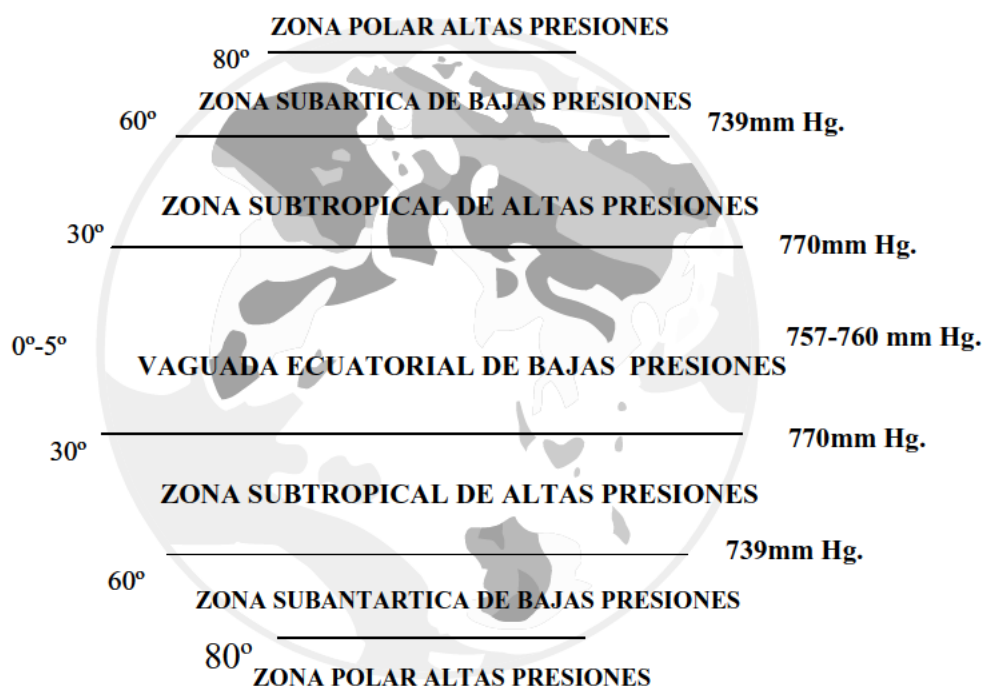 ZONA POLAR ALTAS PRESIONES
80º
ZONA SUBARTICA DE BAJAS PRESIONES
60º
739mm Hg.
ZONA SUBTROPICAL DE ALTAS PRESIONES
30º
770mm Hg.
757-760 mm Hg.
0º-5º
VAGUADA ECUATORIAL DE BAJAS PRESIONES
770mm Hg.
30º
ZONA SUBTROPICAL DE ALTAS PRESIONES
739mm Hg.
60º
ZONA SUBANTARTICA DE BAJAS PRESIONES
80º
ZONA POLAR ALTAS PRESIONES